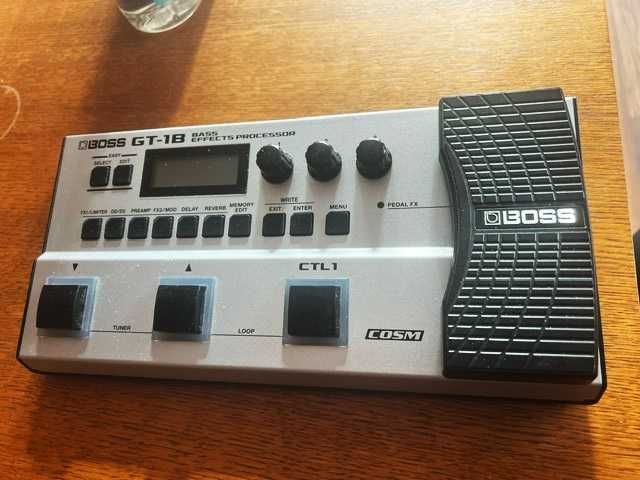 BOSS GT-1B BASS EFFECTS PROCESSOR
EASY
SELECT EDIT
FX1/LIMITER OD/DS PREAMP FX2/MOD DELAY REVERB MEMORY EDIT
WRITE
EXIT ENTER MENU
PEDAL FX
BOSS
CTL1
TUNER LOOP
COSM